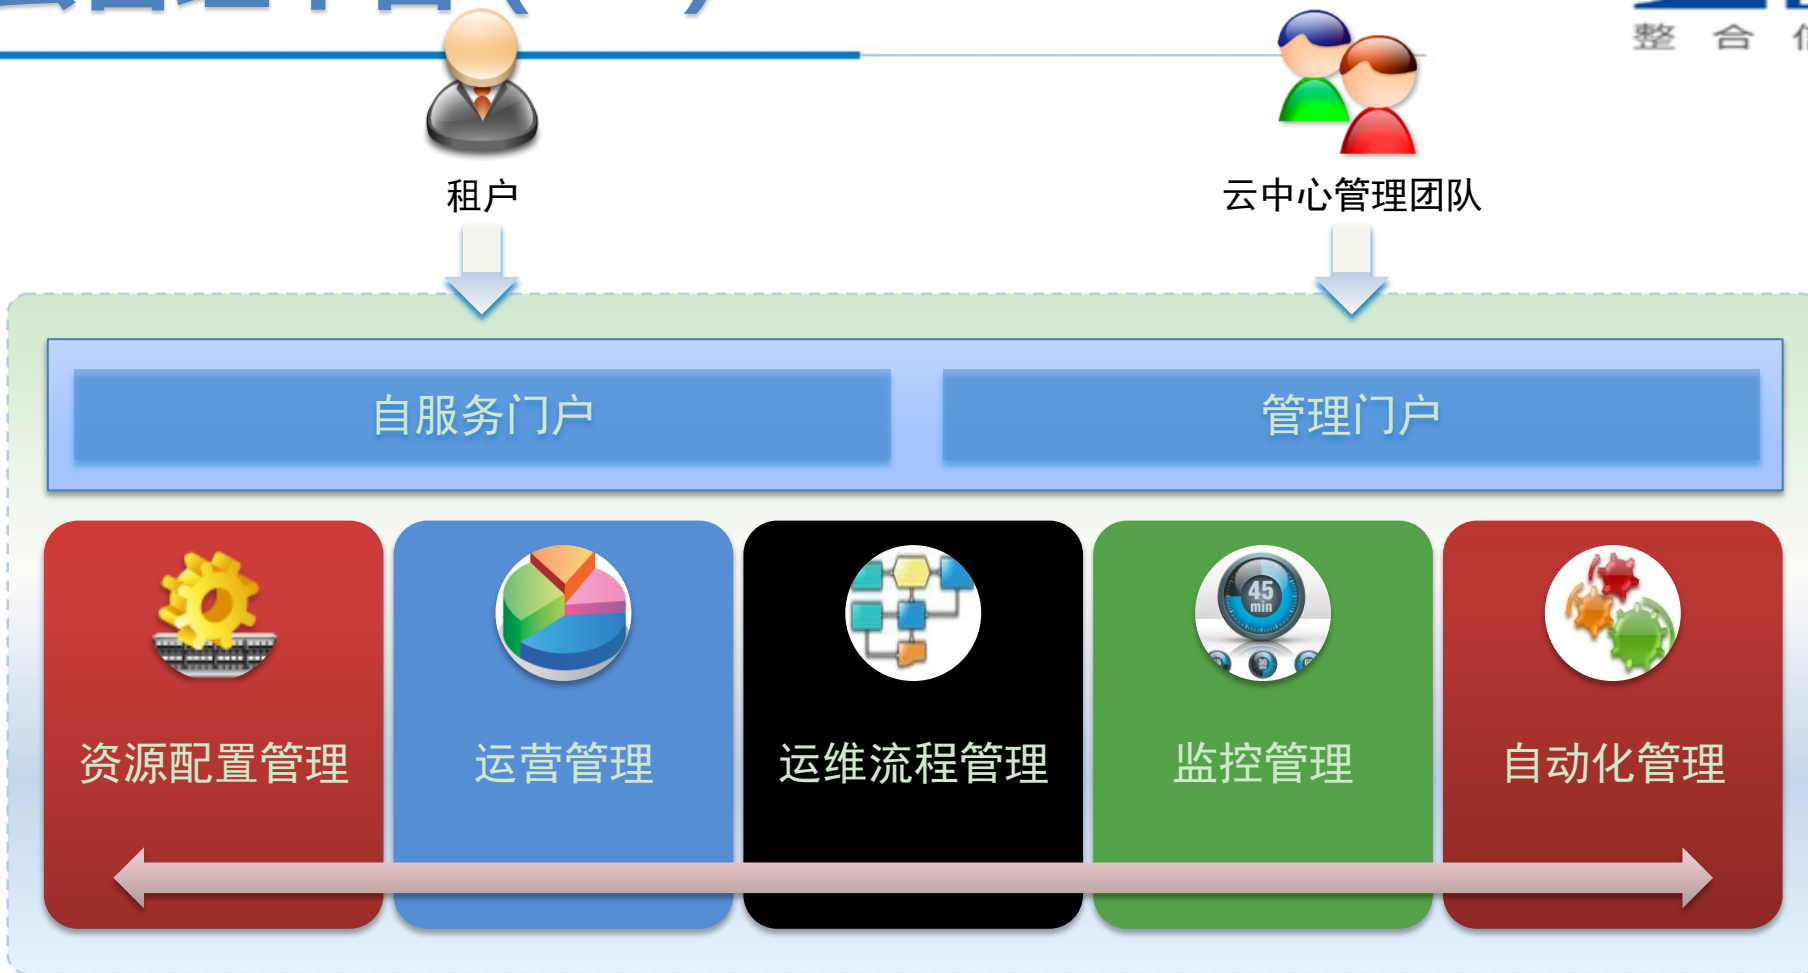 整 合
租户
云中心管理团队
自服务门户
管理门户
45
min
资源配置管理
运营管理
运维流程管理
监控管理
自动化管理